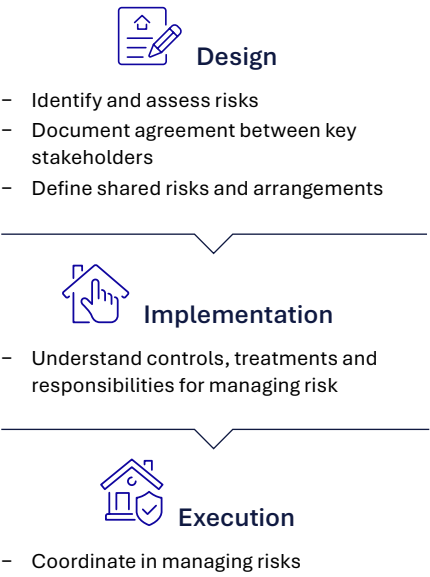 Design
– Identify and assess risks
– Document agreement between key
stakeholders
– Define shared risks and arrangements
Implementation
– Understand controls, treatments and
responsibilities for managing risk
Execution
– Coordinate in managing risks